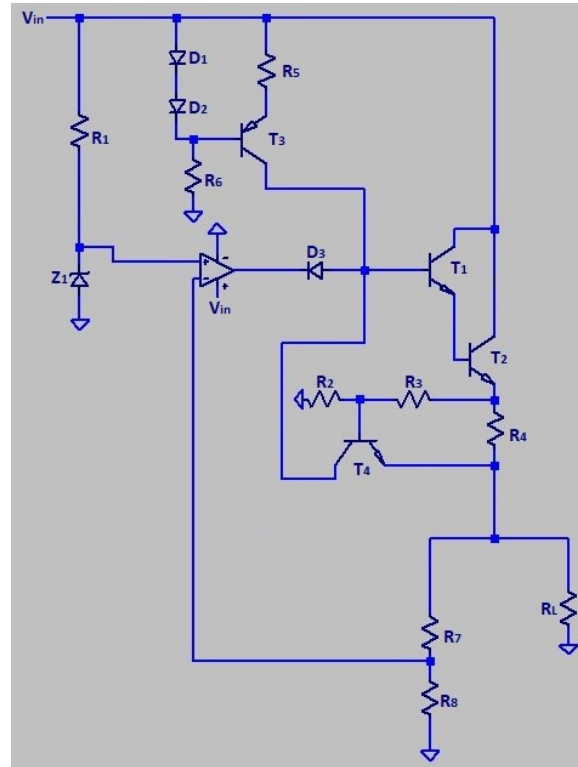 Vin
D1
R5
D2
R1
T3
R6
D3
Z1
+
-
-
+
Vin
T1
T2
R2
R3
R4
T4
R7
RL
R8